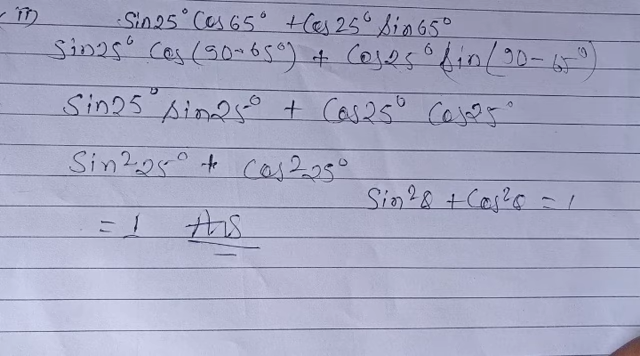 ii) Sin25° Cos65° + Cos25° Sin65°
Sin25° Cos(90-65°) + Cos25° Sin(90-65°)
Sin25° Sin25° + Cos25° Cos25°
Sin²25° + Cos²25°
Sin²θ + Cos²θ = 1
= 1 Ans